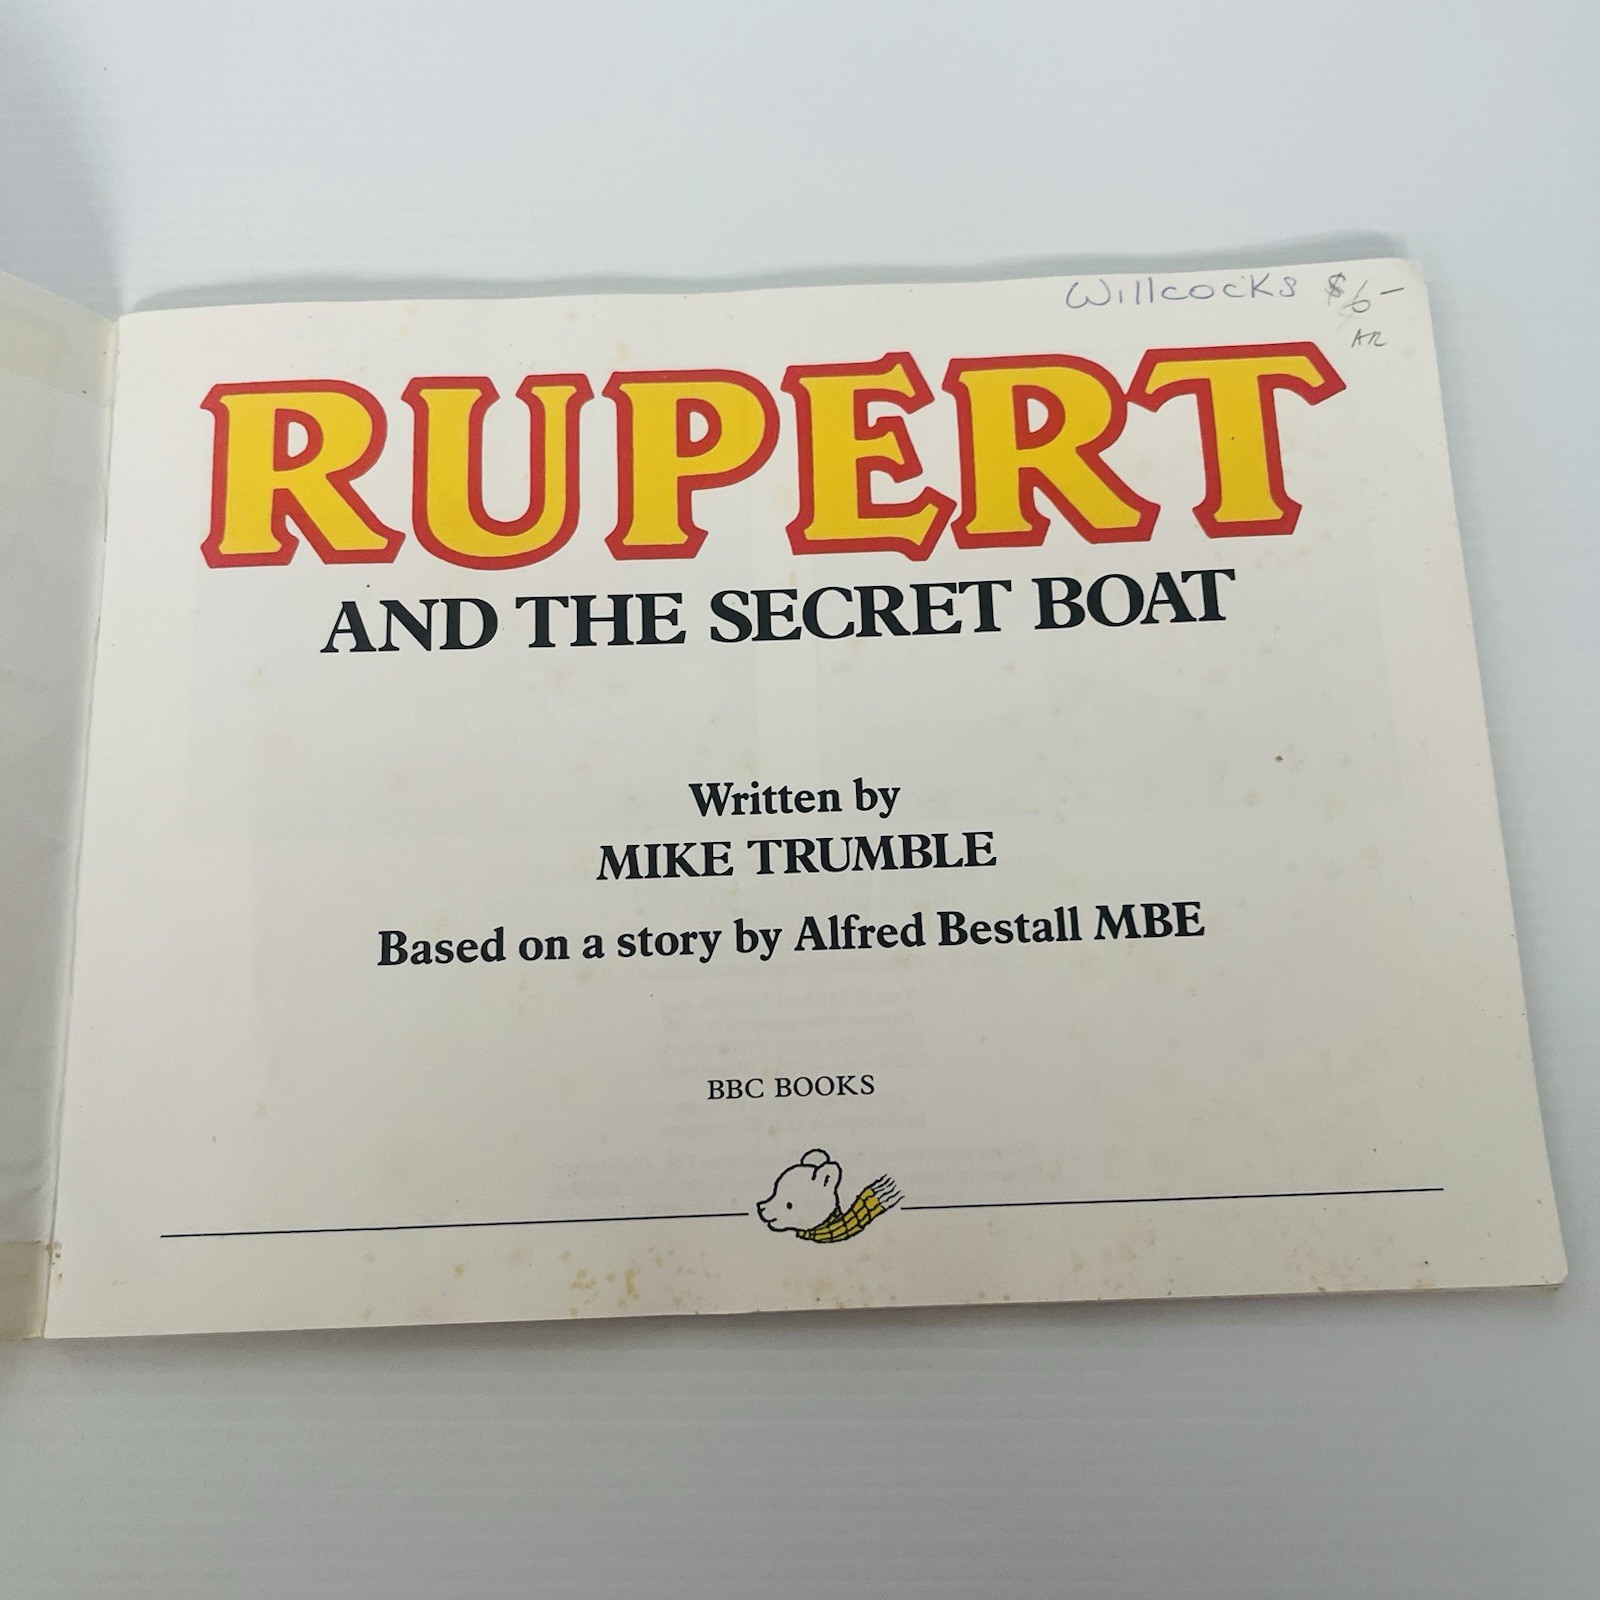 Willcocks $6-
AR
RUPERT
AND THE SECRET BOAT
Written by
MIKE TRUMBLE
Based on a story by Alfred Bestall MBE
BBC BOOKS